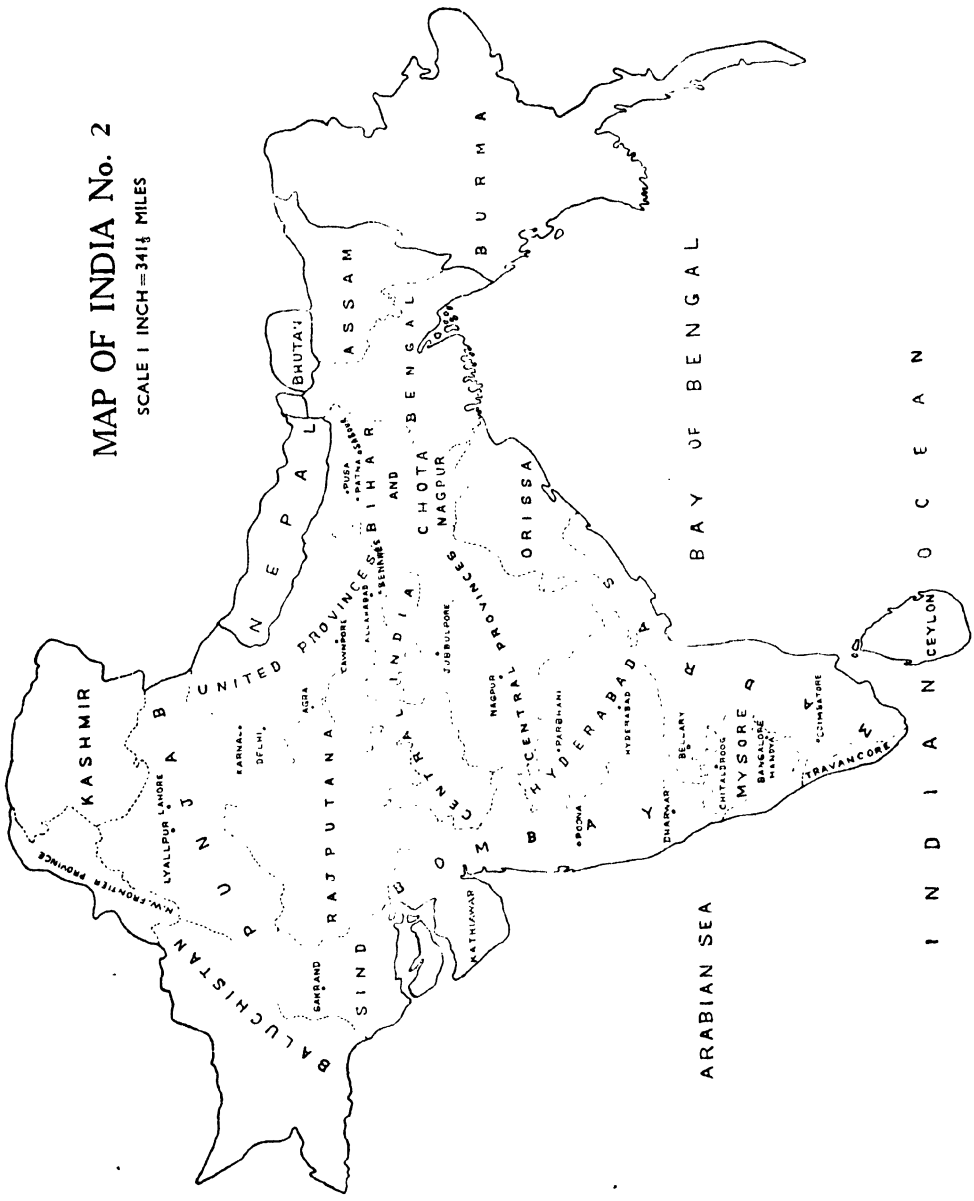 MAP OF INDIA No. 2
SCALE 1 INCH = 341⅓ MILES
KASHMIR
N.W. FRONTIER PROVINCE
PUNJAB
LYALLPUR
LAHORE
BALUCHISTAN
KARNAL
DELHI
UNITED PROVINCES
NEPAL
BHUTAN
ASSAM
SAKRAND
SIND
RAJPUTANA
AGRA
CAWNPORE
ALLAHABAD
BENARES
PUSA
PATNA
SABOUR
BIHAR
AND
CHOTA
NAGPUR
BENGAL
BURMA
CENTRAL INDIA
JUBBULPORE
KATHIAWAR
BOMBAY
CENTRAL PROVINCES
NAGPUR
ORISSA
PARBHANI
POONA
HYDERABAD
HYDERABAD
MADRAS
DHARWAR
BELLARY
CHITALDROOG
MYSORE
BANGALORE
MANDYA
COIMBATORE
TRAVANCORE
CEYLON
ARABIAN SEA
BAY OF BENGAL
INDIAN OCEAN